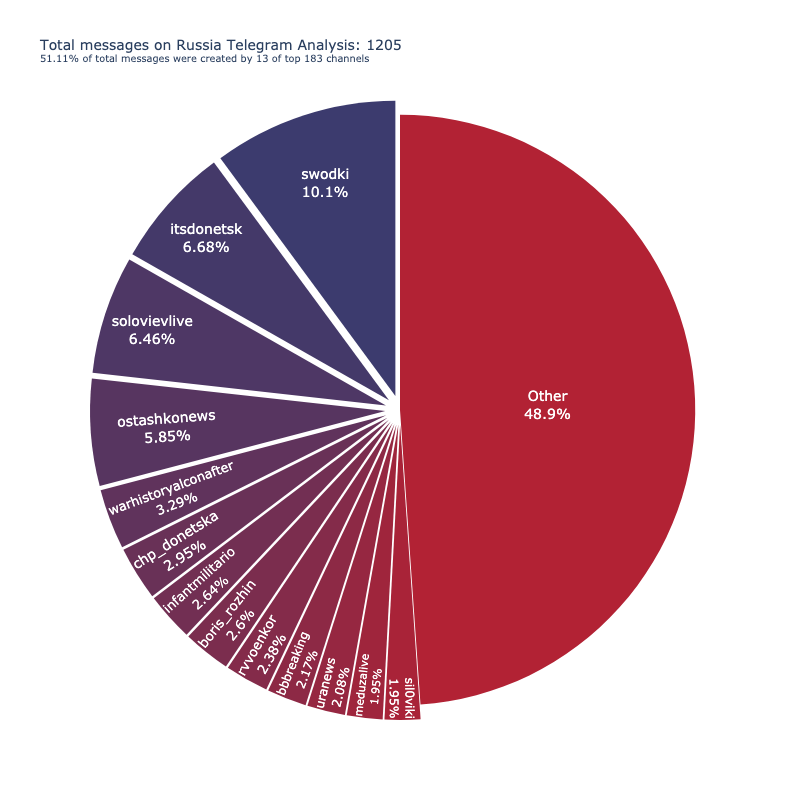 Total messages on Russia Telegram Analysis: 1205
51.11% of total messages were created by 13 of top 183 channels
swodki
10.1%
itsdonetsk
6.68%
solovievlive
6.46%
ostashkonews
5.85%
warhistoryalconafter
3.29%
chp_donetska
2.95%
infantmilitario
2.64%
boris_rozhin
2.6%
rvvoenkor
2.38%
bbbreaking
2.17%
uranews
2.08%
meduzalive
1.95%
sil0viki
1.95%
Other
48.9%